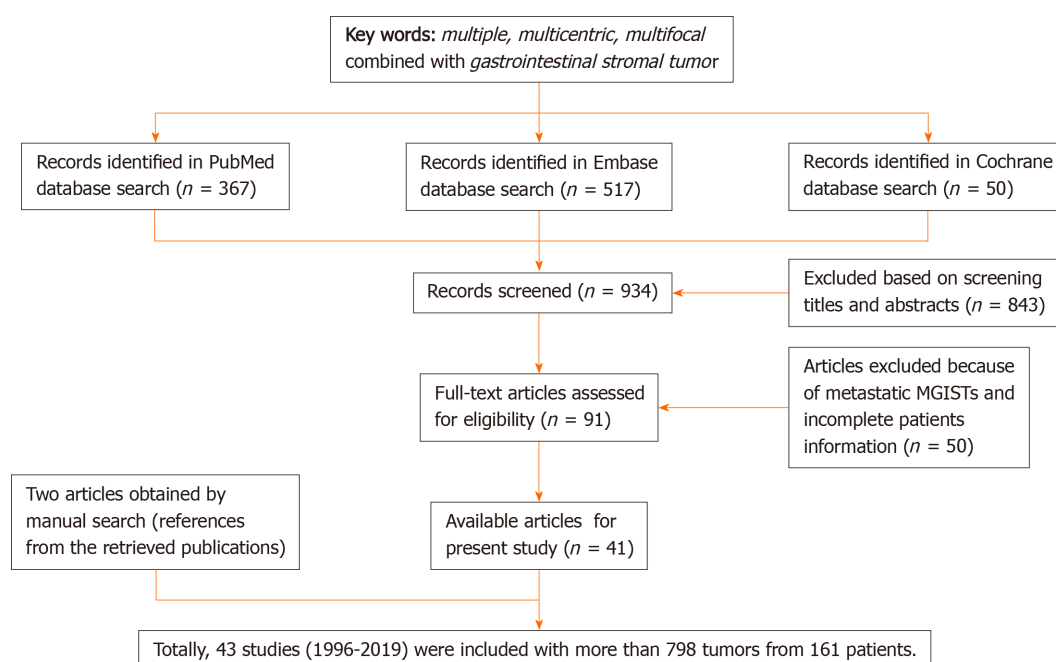 Key words: multiple, multicentric, multifocal
combined with gastrointestinal stromal tumor
Records identified in PubMed
database search (n = 367)
Records identified in Embase
database search (n = 517)
Records identified in Cochrane
database search (n = 50)
Records screened (n = 934)
Excluded based on screening
titles and abstracts (n = 843)
Full-text articles assessed
for eligibility (n = 91)
Articles excluded because
of metastatic MGISTs and
incomplete patients
information (n = 50)
Two articles obtained by
manual search (references
from the retrieved publications)
Available articles for
present study (n = 41)
Totally, 43 studies (1996-2019) were included with more than 798 tumors from 161 patients.